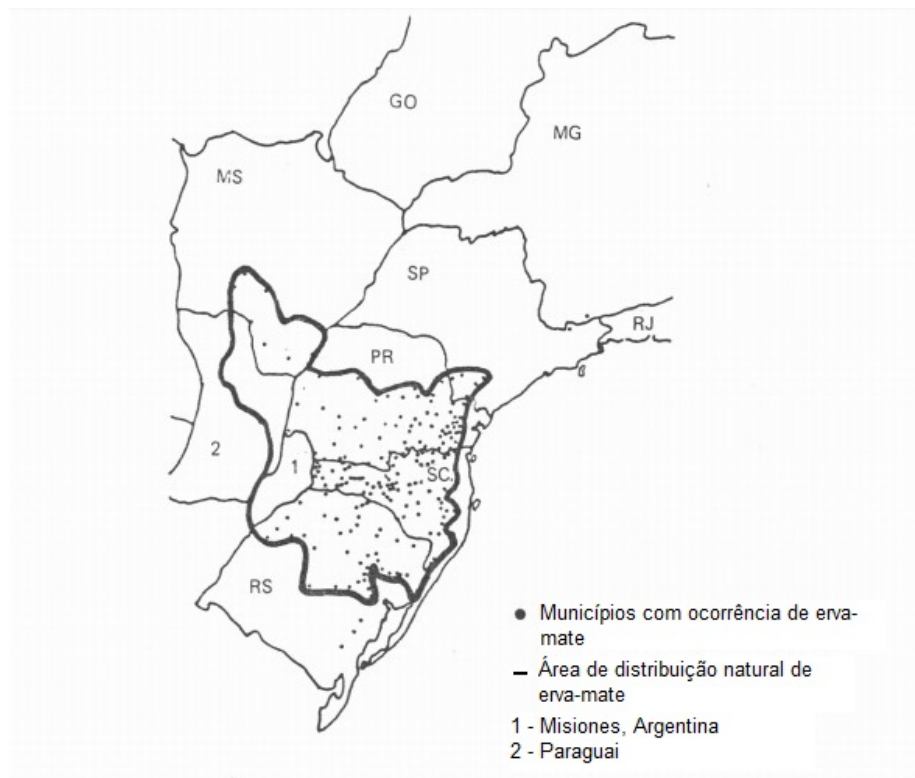 GO
MG
MS
SP
RJ
PR
2
1
SC
RS
Municípios com ocorrência de erva-
mate
Área de distribuição natural de
erva-mate
1 - Misiones, Argentina
2 - Paraguai